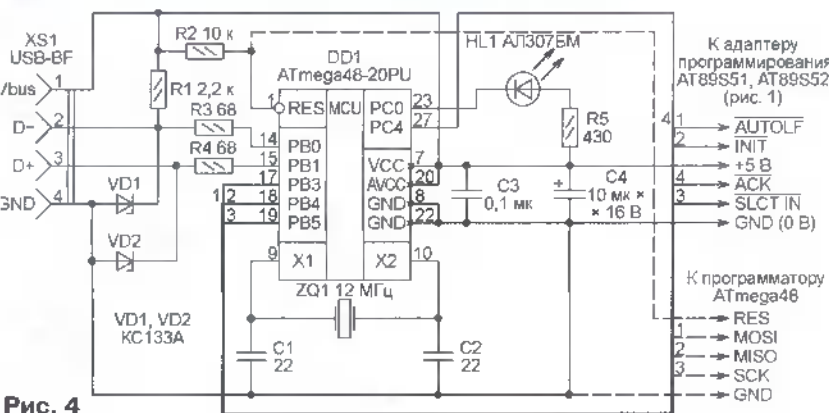 XS1
USB-BF
Vbus
1
D−
2
D+
3
GND
4
R2 10 к
R1 2,2 к
R3 68
R4 68
VD1
VD2
VD1, VD2
КС133А
DD1
ATmega48-20PU
MCU
1
RES
14
PB0
15
PB1
17
PB3
1
2
18
PB4
3
19
PB5
9
X1
X2
10
PC0
23
PC4
27
VCC
7
AVCC
20
GND
8
GND
22
ZQ1 12 МГц
C1
22
C2
22
HL1 АЛ307БМ
R5
430
C3
0,1 мк
+
C4
10 мк ×
× 16 В
К адаптеру
программирования
AT89S51, AT89S52
(рис. 1)
4
1
AUTOLF
2
INIT
+5 В
4
ACK
3
SLCT IN
GND (0 В)
К программатору
ATmega48
RES
1
MOSI
2
MISO
3
SCK
GND
Рис. 4